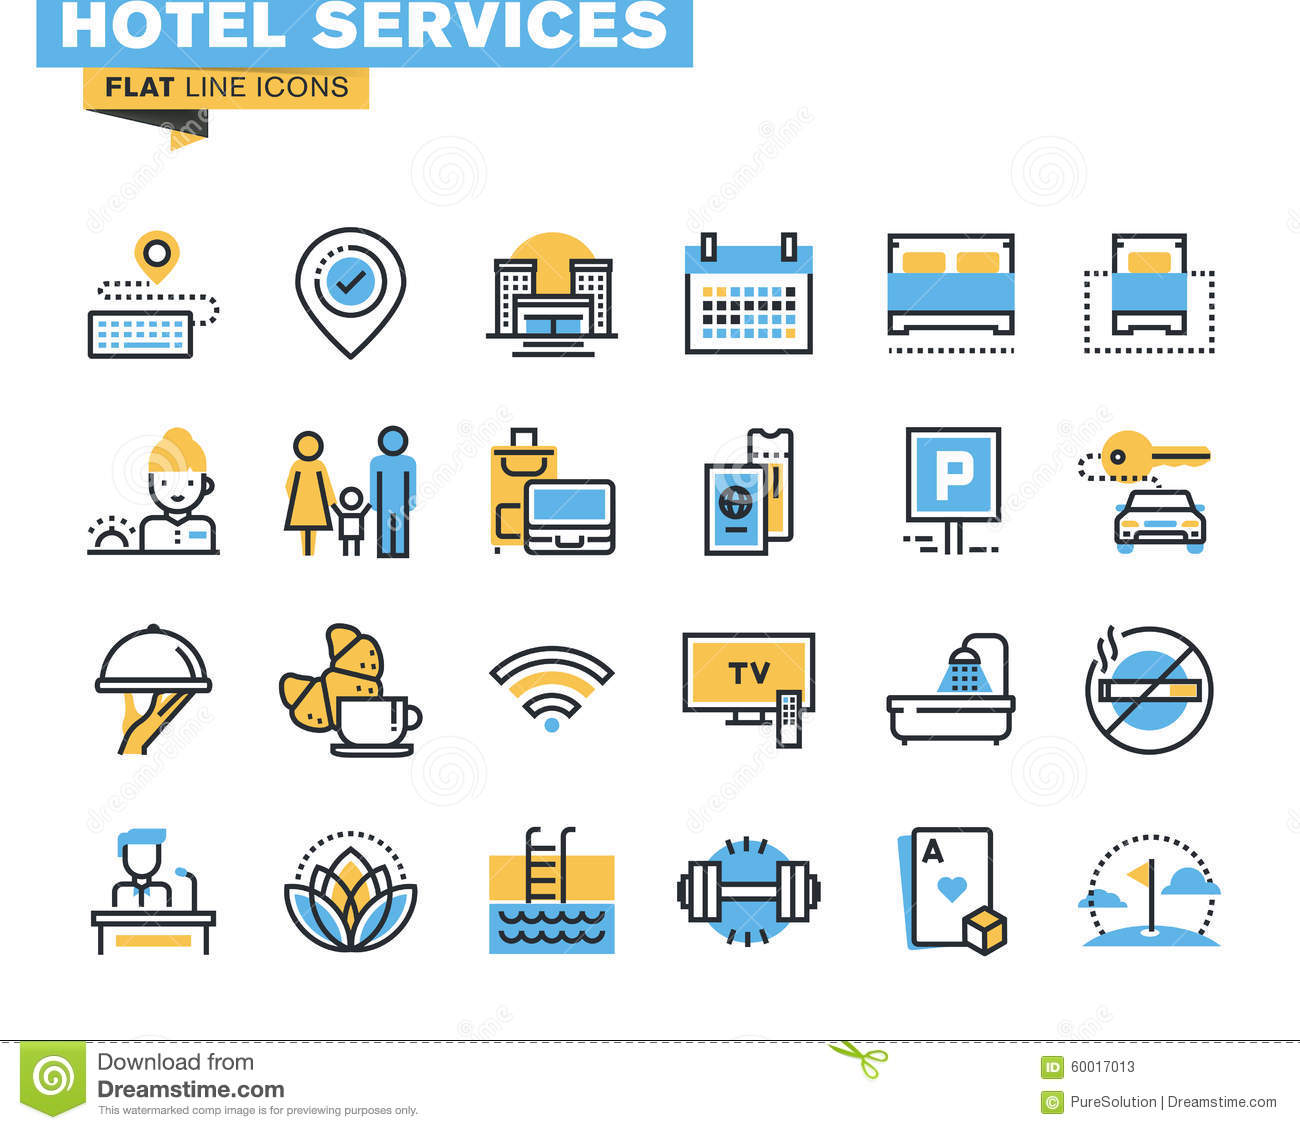 HOTEL SERVICES
FLAT LINE ICONS
P
TV
A
Download from
Dreamstime.com
This watermarked comp image is for previewing purposes only.
ID 60017013
© PureSolution | Dreamstime.com